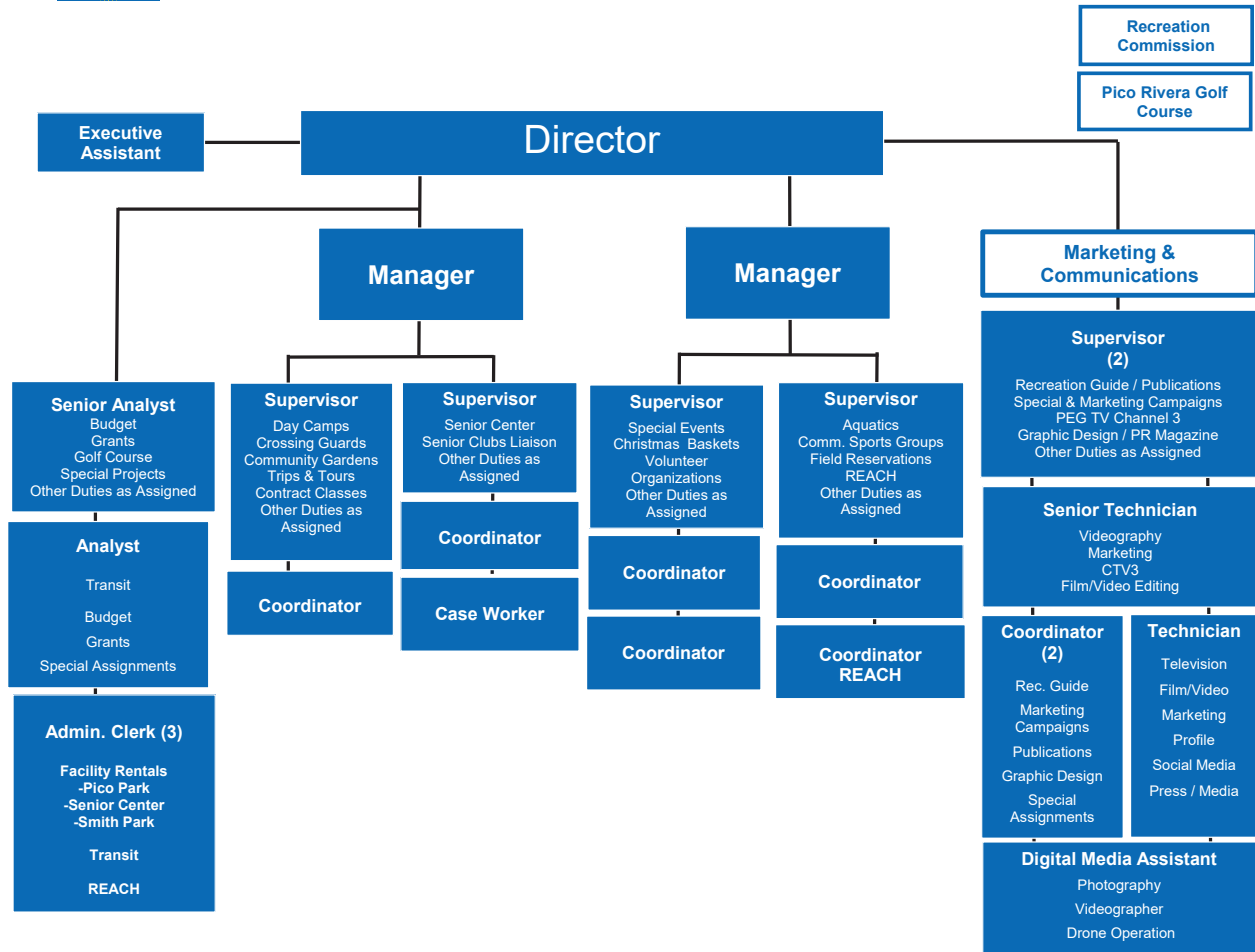 Recreation
Commission
Pico Rivera Golf
Course
Executive
Assistant
Director
Manager
Manager
Marketing &
Communications
Senior Analyst
Budget
Grants
Golf Course
Special Projects
Other Duties as Assigned
Analyst
Transit
Budget
Grants
Special Assignments
Admin. Clerk (3)
Facility Rentals
-Pico Park
-Senior Center
-Smith Park
Transit
REACH
Supervisor
Day Camps
Crossing Guards
Community Gardens
Trips & Tours
Contract Classes
Other Duties as
Assigned
Coordinator
Supervisor
Senior Center
Senior Clubs Liaison
Other Duties as
Assigned
Coordinator
Case Worker
Supervisor
Special Events
Christmas Baskets
Volunteer
Organizations
Other Duties as
Assigned
Coordinator
Coordinator
Supervisor
Aquatics
Comm. Sports Groups
Field Reservations
REACH
Other Duties as
Assigned
Coordinator
Coordinator
REACH
Supervisor
(2)
Recreation Guide / Publications
Special & Marketing Campaigns
PEG TV Channel 3
Graphic Design / PR Magazine
Other Duties as Assigned
Senior Technician
Videography
Marketing
CTV3
Film/Video Editing
Coordinator
(2)
Rec. Guide
Marketing
Campaigns
Publications
Graphic Design
Special
Assignments
Technician
Television
Film/Video
Marketing
Profile
Social Media
Press / Media
Digital Media Assistant
Photography
Videographer
Drone Operation